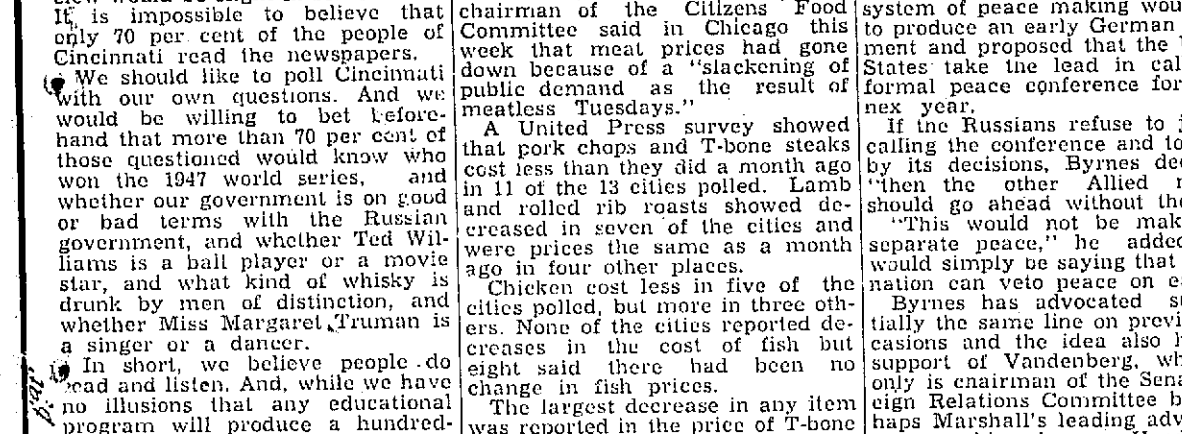 It is impossible to believe that
only 70 per cent of the people of
Cincinnati read the newspapers.
We should like to poll Cincinnati
with our own questions. And we
would be willing to bet before-
hand that more than 70 per cent of
those questioned would know who
won the 1947 world series, and
whether our government is on good
or bad terms with the Russian
government, and whether Ted Wil-
liams is a ball player or a movie
star, and what kind of whisky is
drunk by men of distinction, and
whether Miss Margaret Truman is
a singer or a dancer.
In short, we believe people do
read and listen. And, while we have
no illusions that any educational
program will produce a hundred-
chairman of the Citizens Food
Committee said in Chicago this
week that meat prices had gone
down because of a "slackening of
public demand as the result of
meatless Tuesdays."
A United Press survey showed
that pork chops and T-bone steaks
cost less than they did a month ago
in 11 of the 13 cities polled. Lamb
and rolled rib roasts showed de-
creased in seven of the cities and
were prices the same as a month
ago in four other places.
Chicken cost less in five of the
cities polled, but more in three oth-
ers. None of the cities reported de-
creases in the cost of fish but
eight said there had been no
change in fish prices.
The largest decrease in any item
was reported in the price of T-bone
system of peace making wou
to produce an early German
ment and proposed that the
States take the lead in cal
formal peace conference for
nex year.
If the Russians refuse to j
calling the conference and to
by its decisions, Byrnes dec
"then the other Allied n
should go ahead without the
"This would not be mak
separate peace," he added
would simply be saying that
nation can veto peace on e
Byrnes has advocated su
tially the same line on previ
casions and the idea also h
support of Vandenberg, wh
only is chairman of the Sena
eign Relations Committee b
haps Marshall's leading adv